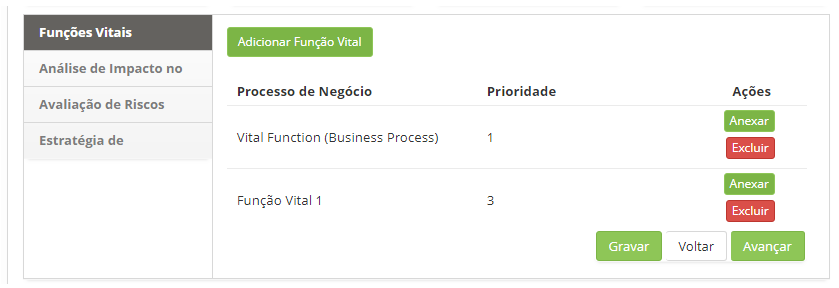 Funções Vitais
Análise de Impacto no
Avaliação de Riscos
Estratégia de
Adicionar Função Vital
Processo de Negócio Prioridade Ações
Vital Function (Business Process) 1 Anexar
Excluir
Função Vital 1 3 Anexar
Excluir
Gravar Voltar Avançar